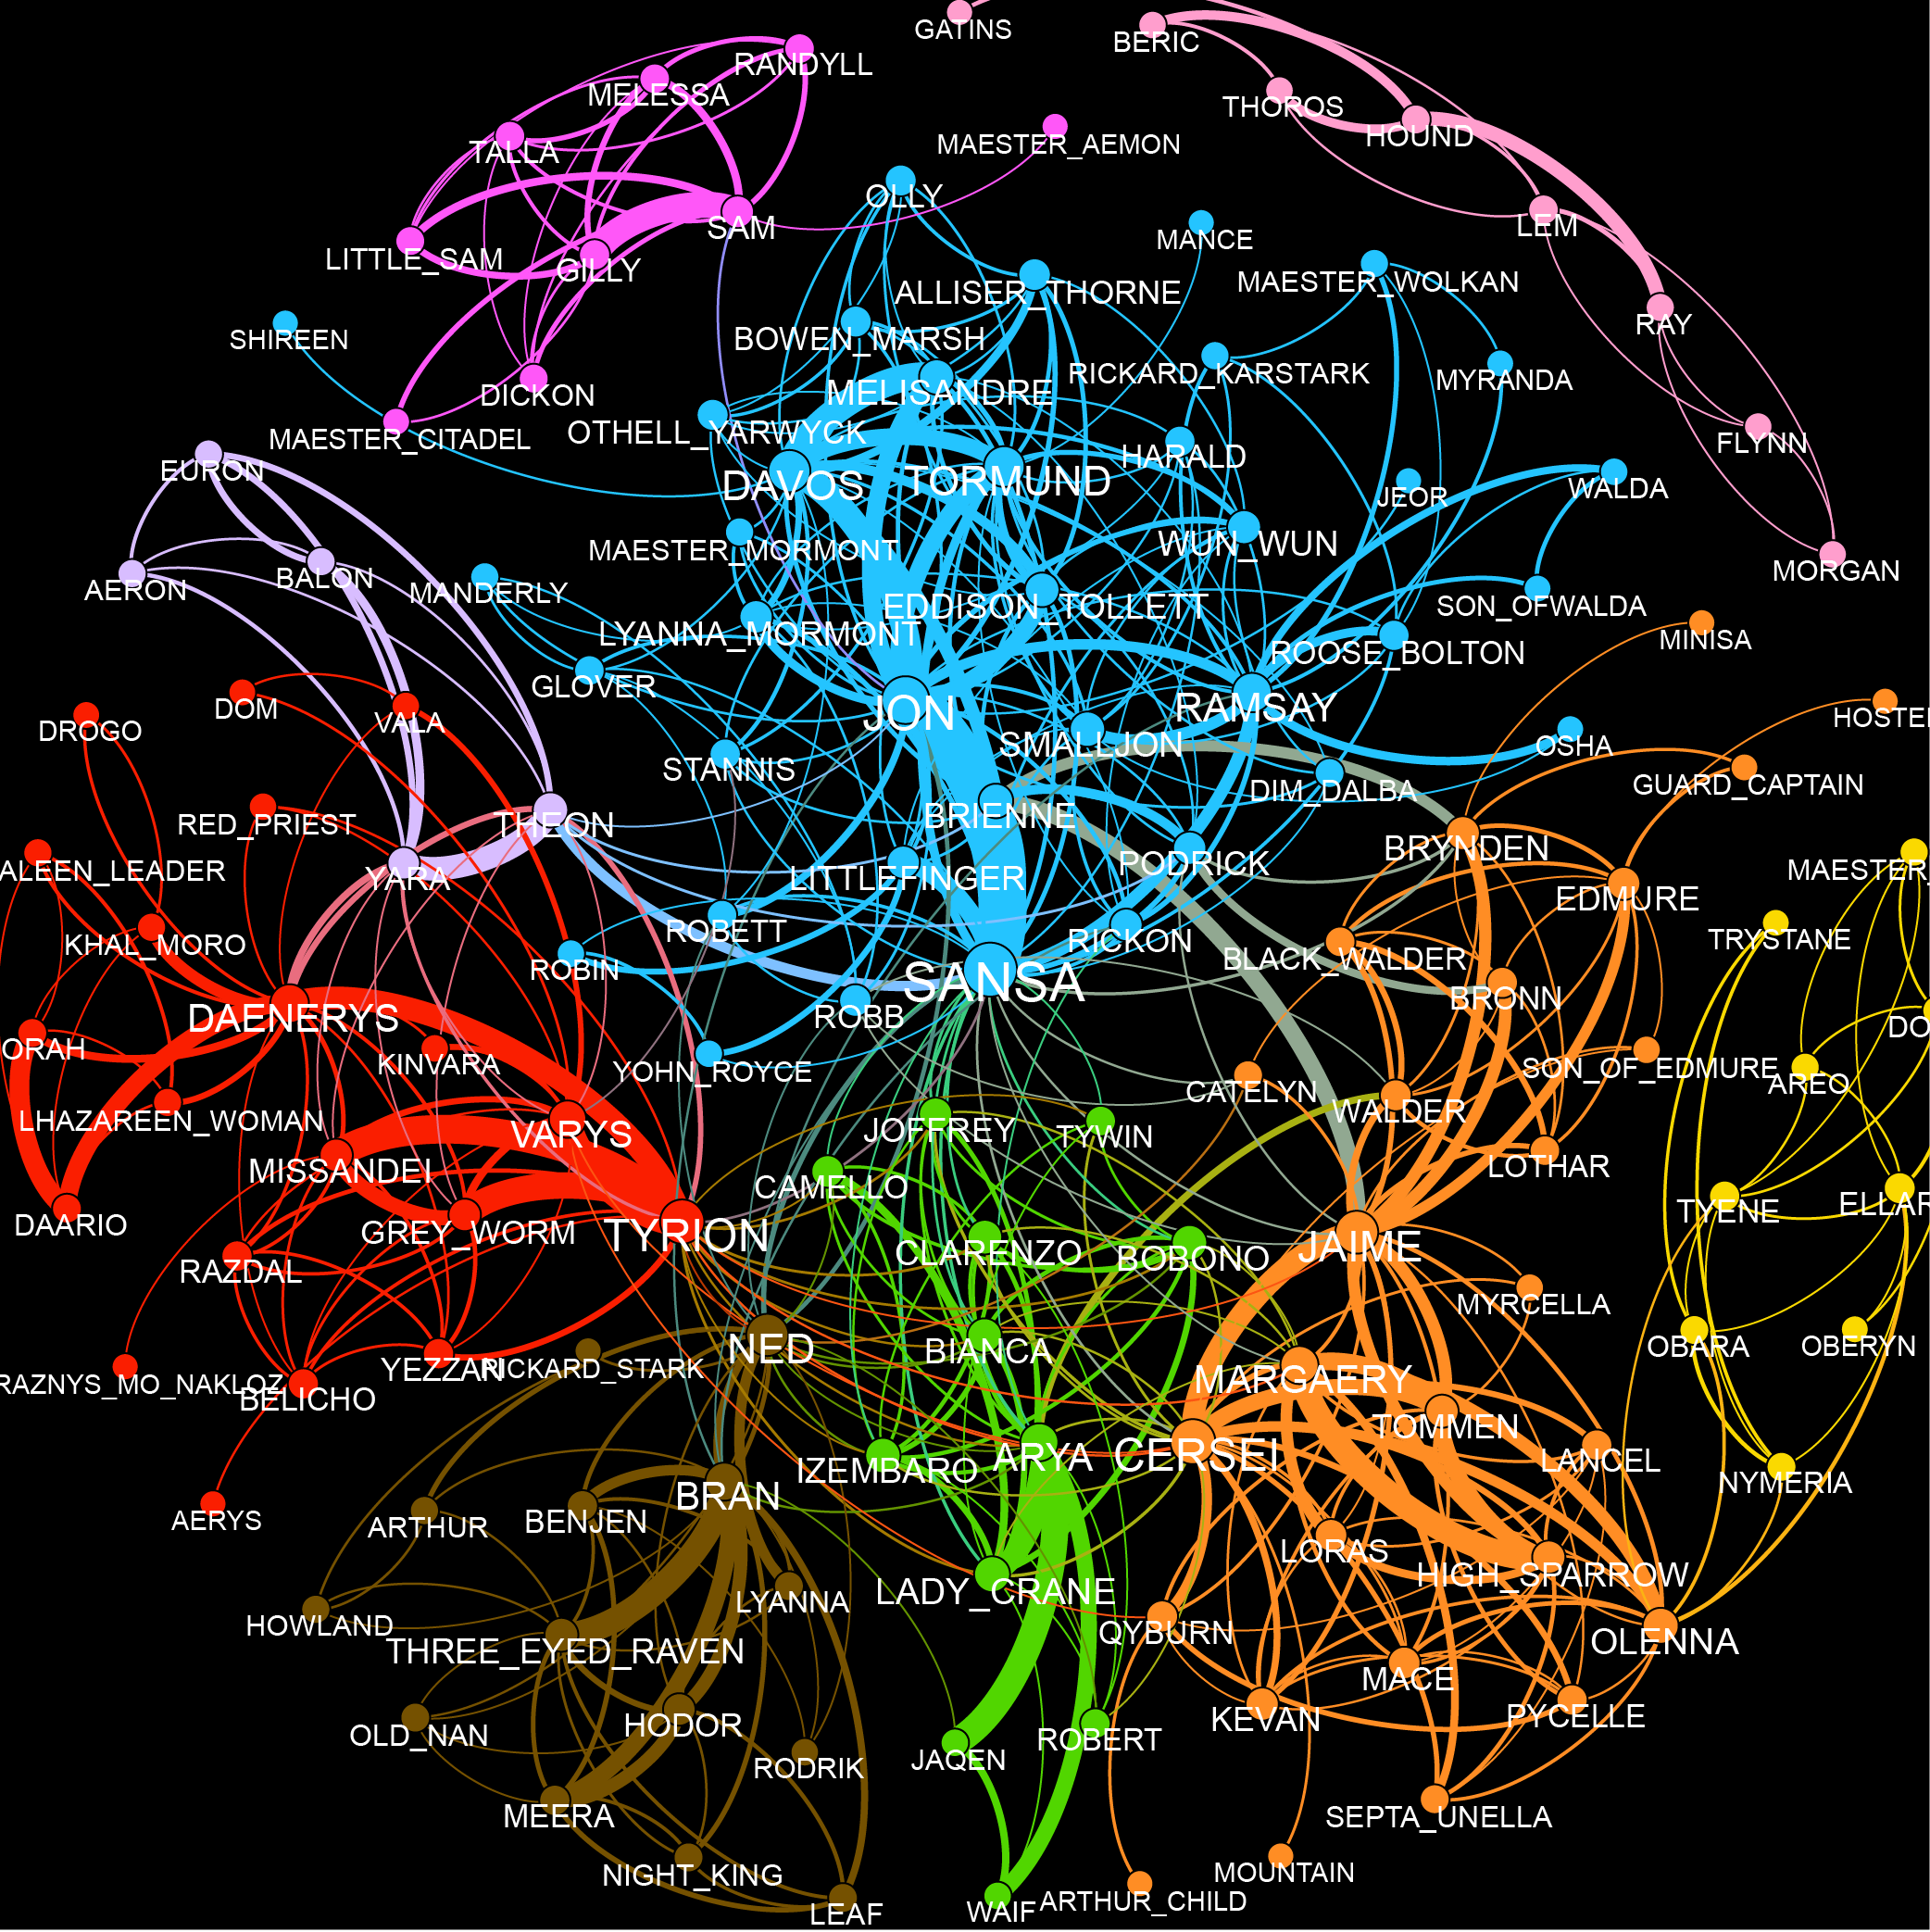 GATINS
BERIC
RANDYLL
MELESSA
THOROS
HOUND
TALLA
MAESTER_AEMON
OLLY
SAM
LEM
MANCE
LITTLE_SAM
GILLY
ALLISER_THORNE
MAESTER_WOLKAN
SHIREEN
BOWEN_MARSH
RAY
RICKARD_KARSTARK
MYRANDA
DICKON
MELISANDRE
MAESTER_CITADEL
OTHELL_YARWYCK
FLYNN
EURON
HARALD
DAVOS
TORMUND
JEOR
WALDA
WUN_WUN
MAESTER_MORMONT
MORGAN
AERON
BALON
MANDERLY
EDDISON_TOLLETT
SON_OFWALDA
LYANNA_MORMONT
MINISA
ROOSE_BOLTON
GLOVER
DOM
VALA
JON
RAMSAY
DROGO
HOSTE
SMALLJON
OSHA
STANNIS
DIM_DALBA
GUARD_CAPTAIN
RED_PRIEST
THEON
BRIENNE
BRYNDEN
ALEEN_LEADER
YARA
LITTLEFINGER
PODRICK
MAESTER_
EDMURE
KHAL_MORO
ROBETT
RICKON
TRYSTANE
ROBIN
BLACK_WALDER
SANSA
BRONN
DAENERYS
ROBB
DO
ORAH
KINVARA
YOHN_ROYCE
SON_OF_EDMURE
AREO
CATELYN
LHAZAREEN_WOMAN
VARYS
JOFFREY
TYWIN
WALDER
MISSANDEI
LOTHAR
CAMELLO
DAARIO
GREY_WORM
TYRION
TYENE
ELLAR
CLARENZO
BOBONO
JAIME
RAZDAL
MYRCELLA
NED
BIANCA
OBARA
OBERYN
YEZZAN
RICKARD_STARK
RAZNYS_MO_NAKLOZ
BELICHO
MARGAERY
TOMMEN
IZEMBARO
ARYA
CERSEI
LANCEL
NYMERIA
BRAN
AERYS
ARTHUR
BENJEN
LORAS
HIGH_SPARROW
LADY_CRANE
LYANNA
HOWLAND
QYBURN
OLENNA
THREE_EYED_RAVEN
MACE
HODOR
KEVAN
PYCELLE
OLD_NAN
ROBERT
JAQEN
RODRIK
MEERA
SEPTA_UNELLA
NIGHT_KING
MOUNTAIN
LEAF
WAIF
ARTHUR_CHILD